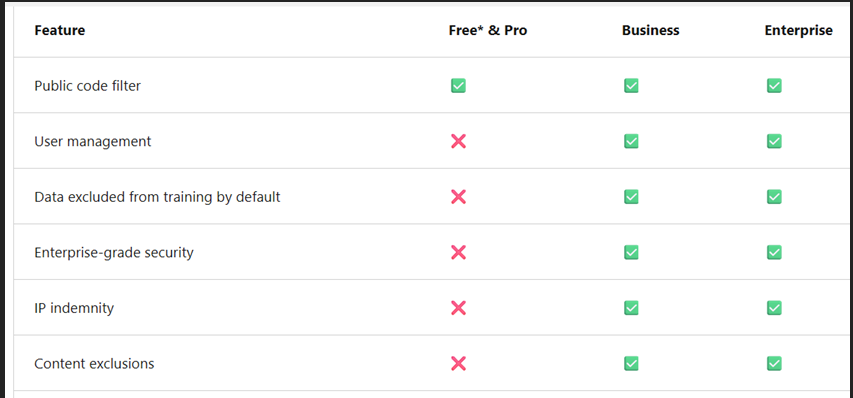 Feature Free* & Pro Business Enterprise
Public code filter ✅ ✅ ✅
User management ❌ ✅ ✅
Data excluded from training by default ❌ ✅ ✅
Enterprise-grade security ❌ ✅ ✅
IP indemnity ❌ ✅ ✅
Content exclusions ❌ ✅ ✅